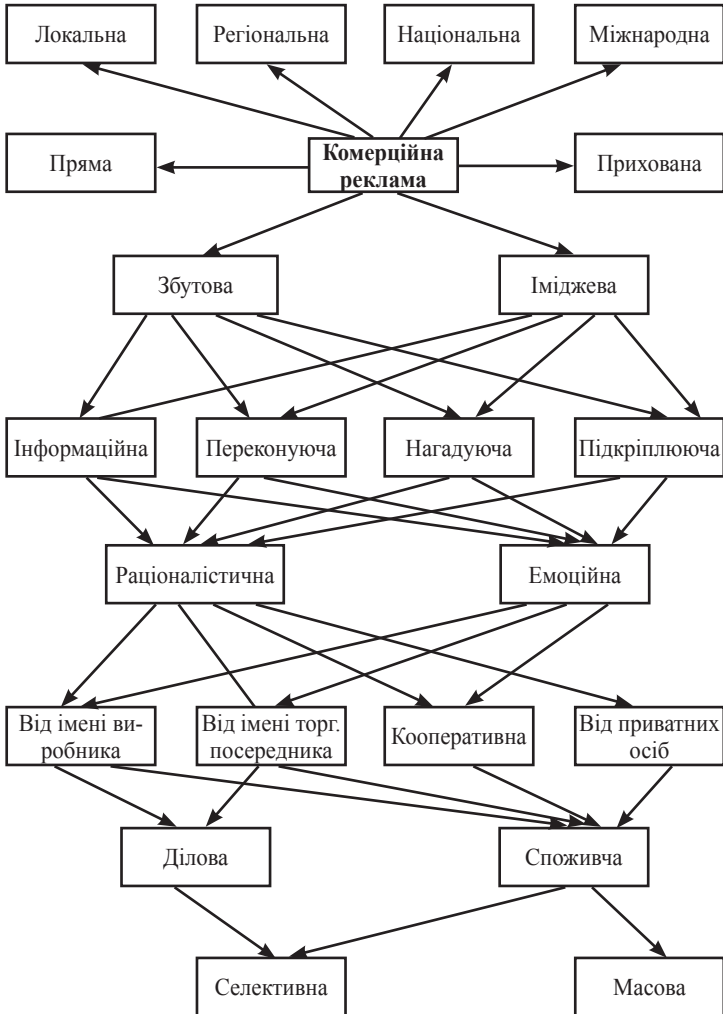 Локальна
Регіональна
Національна
Міжнародна
Пряма
Комерційна
реклама
Прихована
Збутова
Іміджева
Інформаційна
Переконуюча
Нагадуюча
Підкріплююча
Раціоналістична
Емоційна
Від імені ви-
робника
Від імені торг.
посередника
Кооперативна
Від приватних
осіб
Ділова
Споживча
Селективна
Масова